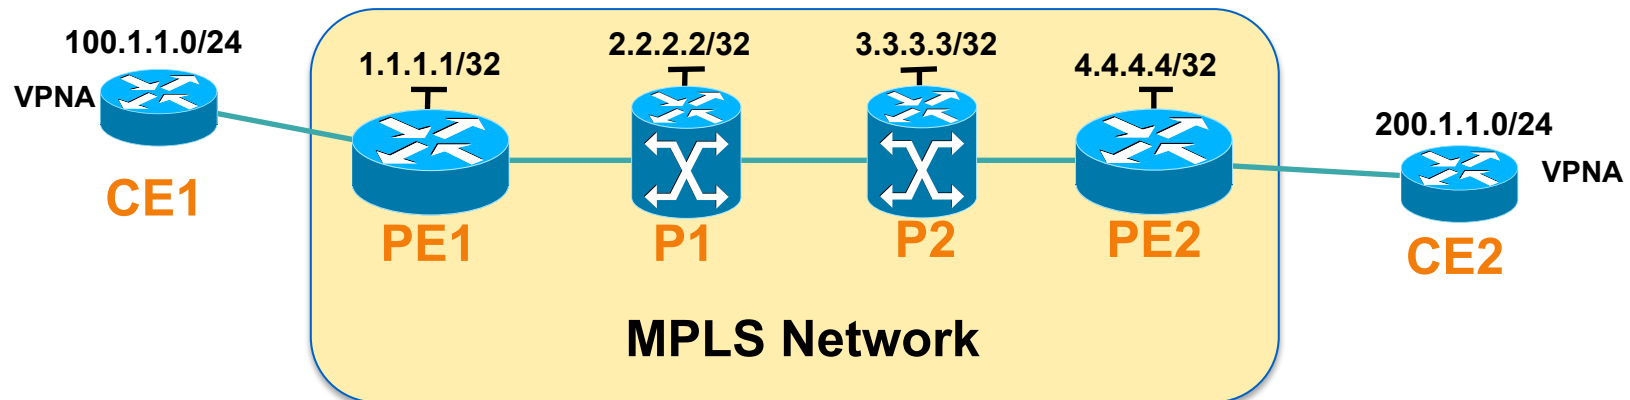 100.1.1.0/24
VPNA
CE1
1.1.1.1/32
PE1
2.2.2.2/32
P1
3.3.3.3/32
P2
4.4.4.4/32
PE2
200.1.1.0/24
VPNA
CE2
MPLS Network